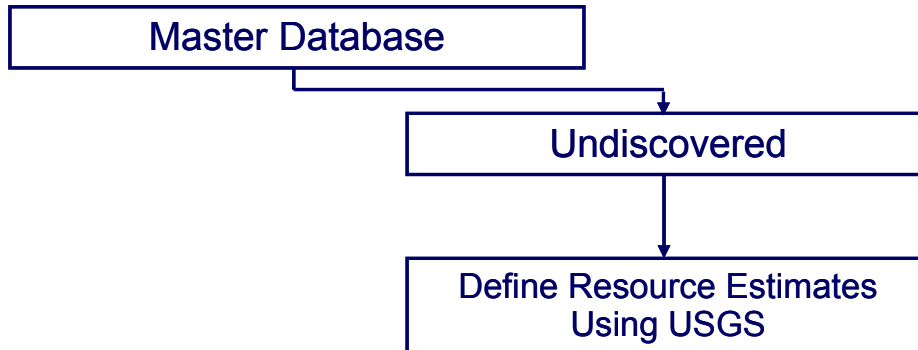 Master Database
Undiscovered
Define Resource Estimates
Using USGS